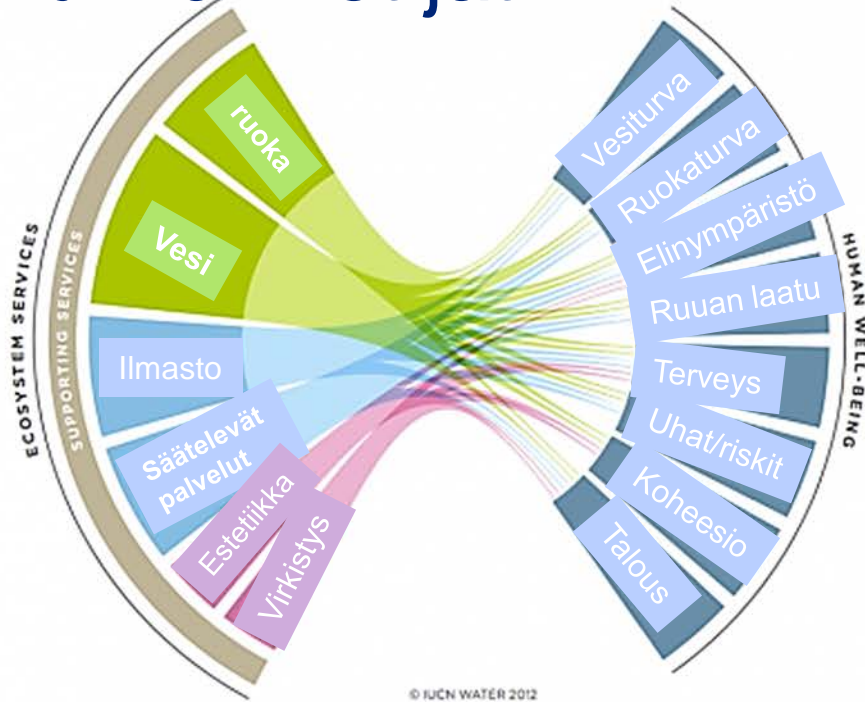 ECOSYSTEM SERVICES
SUPPORTING SERVICES
ruoka
Vesi
Ilmasto
Säätelevät
palvelut
Estetiikka
Virkistys
Vesiturva
Ruokaturva
Elinympäristö
Ruuan laatu
Terveys
Uhat/riskit
Koheesio
Talous
HUMAN WELL-BEING
© IUCN WATER 2012